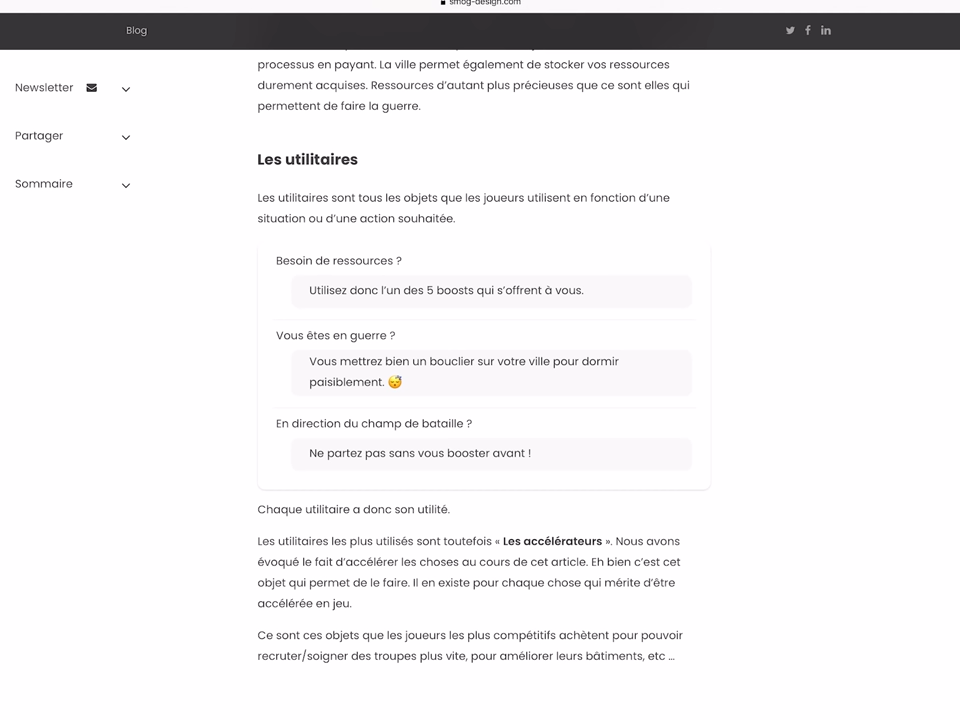 smog-design.com
Blog
Newsletter
Partager
Sommaire
processus en payant. La ville permet également de stocker vos ressources
durement acquises. Ressources d’autant plus précieuses que ce sont elles qui
permettent de faire la guerre.
Les utilitaires
Les utilitaires sont tous les objets que les joueurs utilisent en fonction d’une
situation ou d’une action souhaitée.
Besoin de ressources ?
Utilisez donc l’un des 5 boosts qui s’offrent à vous.
Vous êtes en guerre ?
Vous mettrez bien un bouclier sur votre ville pour dormir
paisiblement. 😴
En direction du champ de bataille ?
Ne partez pas sans vous booster avant !
Chaque utilitaire a donc son utilité.
Les utilitaires les plus utilisés sont toutefois « Les accélérateurs ». Nous avons
évoqué le fait d’accélérer les choses au cours de cet article. Eh bien c’est cet
objet qui permet de le faire. Il en existe pour chaque chose qui mérite d’être
accélérée en jeu.
Ce sont ces objets que les joueurs les plus compétitifs achètent pour pouvoir
recruter/soigner des troupes plus vite, pour améliorer leurs bâtiments, etc ...